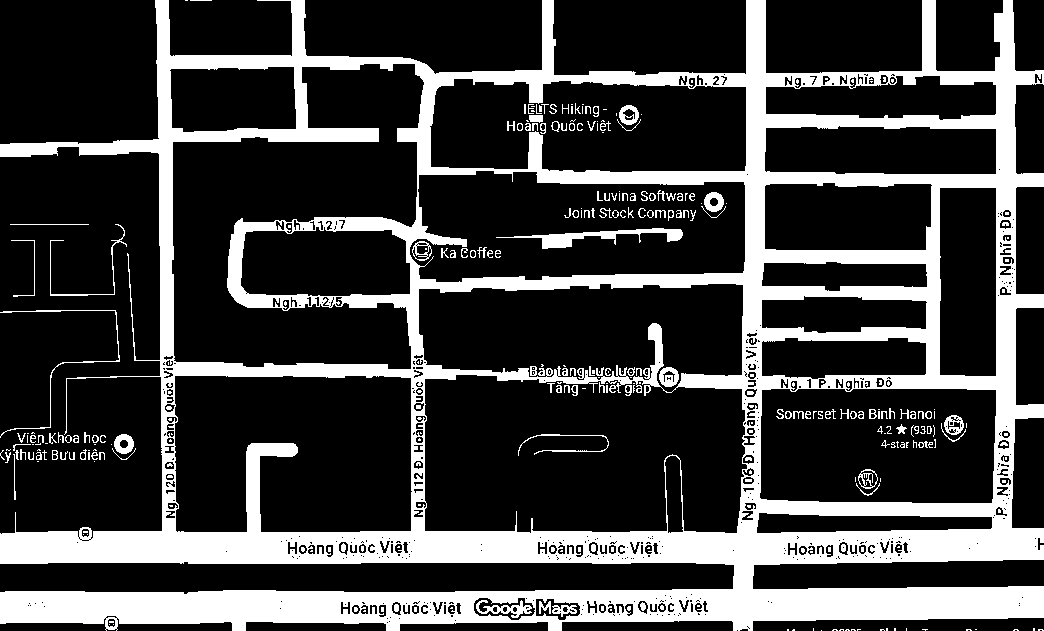 Ngh. 27
Ng. 7 P. Nghĩa Đô
N
IELTS Hiking -
Hoàng Quốc Việt
Luvina Software
Joint Stock Company
Ngh. 112/7
Ka Coffee
P. Nghĩa Đô
Ngh. 112/5
Bảo tàng Lực lượng
Tăng - Thiết giáp
Ng. 1 P. Nghĩa Đô
Ng. 120 Đ. Hoàng Quốc Việt
Ng. 112 Đ. Hoàng Quốc Việt
Ng. 106 Đ. Hoàng Quốc Việt
Somerset Hoa Binh Hanoi
4.2 ★ (930)
4-star hotel
Viện Khoa học
Kỹ thuật Bưu điện
P. Nghĩa Đô
Hoàng Quốc Việt
Hoàng Quốc Việt
Hoàng Quốc Việt
H
Hoàng Quốc Việt
Google Maps
Hoàng Quốc Việt